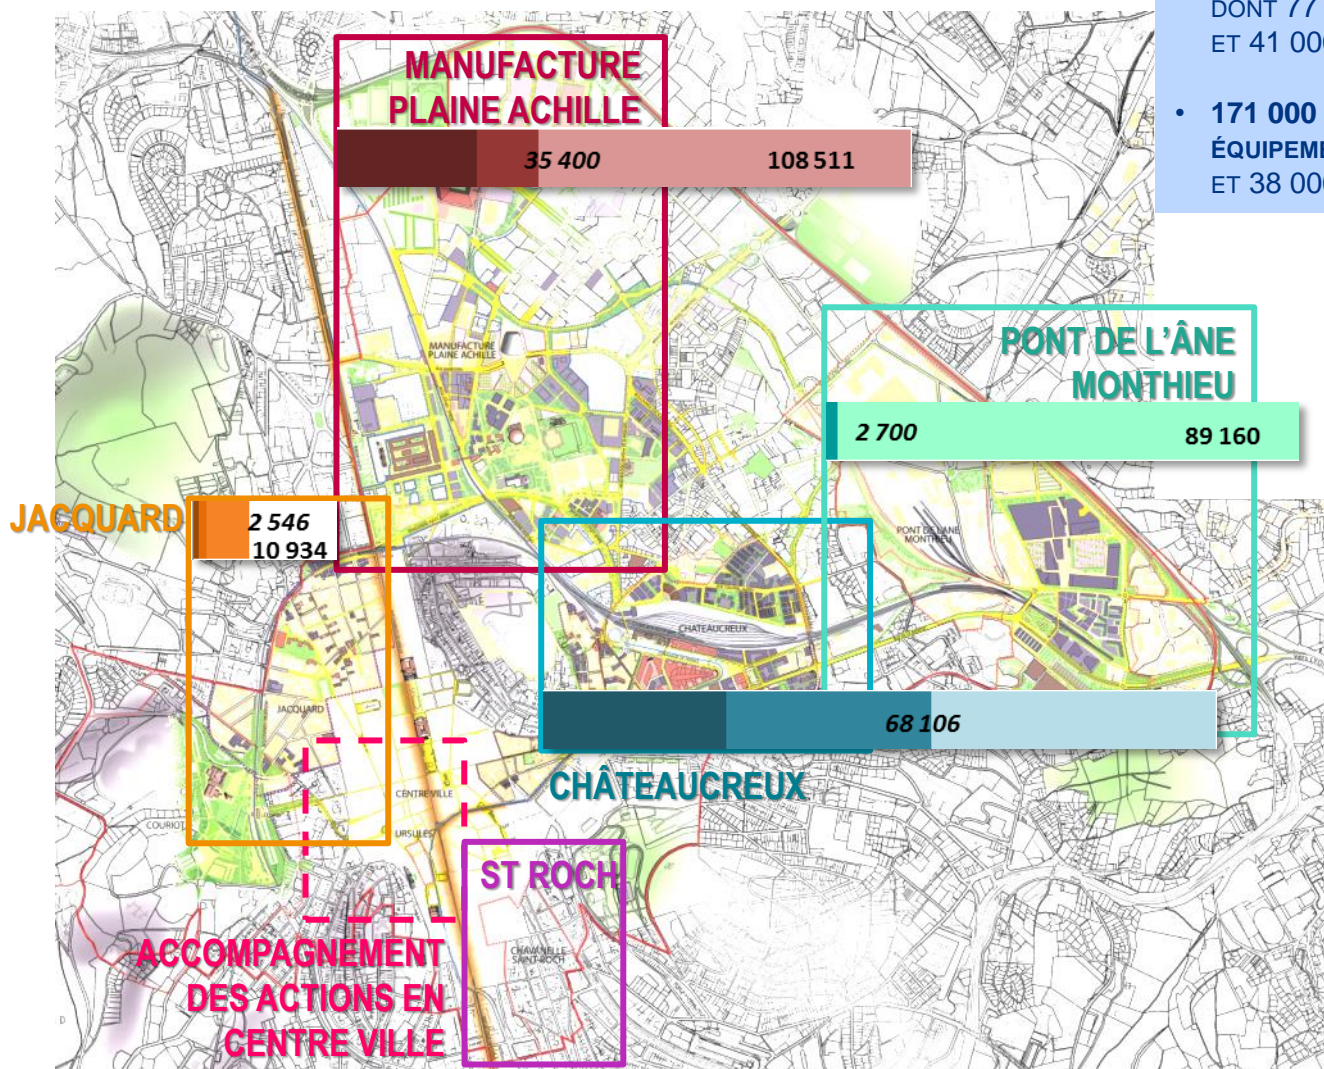 DONT 77
ET 41 000
• 171 000
ÉQUIPEME
ET 38 000
MANUFACTURE
PLAINE ACHILLE
35 400 108 511
MANUFACTURE
PLAINE ACHILLE
PONT DE L’ÂNE
MONTHIEU
2 700 89 160
JACQUARD
2 546
10 934
PONT DE L'ANE
MONTHIEU
CHATEAUCREUX
JACQUARD
68 106
CHÂTEAUCREUX
CENTRE VILLE
COURIOT
URSULES
ST ROCH
CHAVANELLE
SAINT-ROCH
ACCOMPAGNEMENT
DES ACTIONS EN
CENTRE VILLE